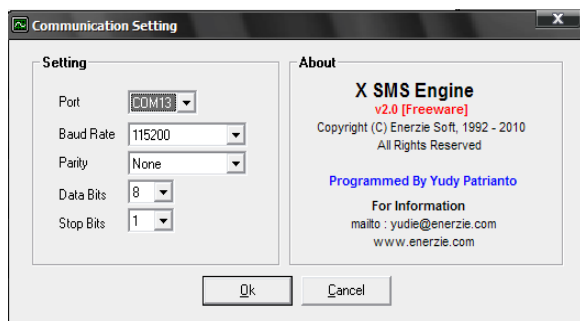 Communication Setting
X
Setting
Port
COM13
Baud Rate
115200
Parity
None
Data Bits
8
Stop Bits
1
About
X SMS Engine
v2.0 [Freeware]
Copyright (C) Enerzie Soft, 1992 - 2010
All Rights Reserved
Programmed By Yudy Patrianto
For Information
mailto : yudie@enerzie.com
www.enerzie.com
Ok
Cancel